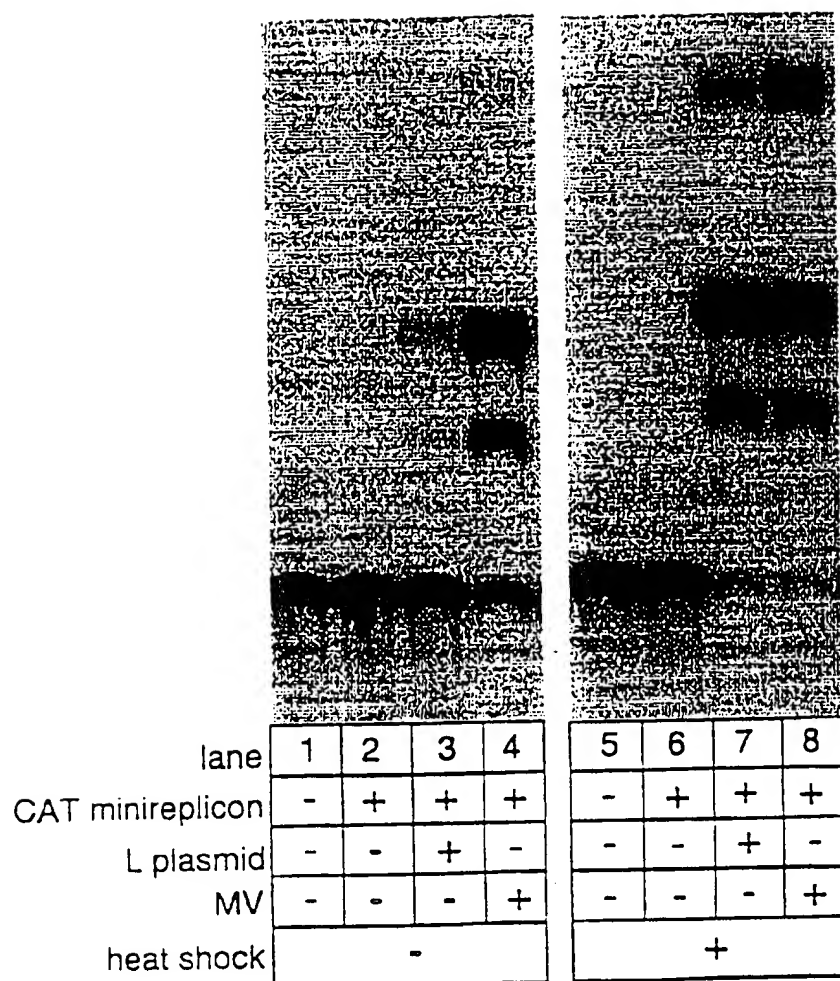 lane 1 2 3 4 5 6 7 8
CAT minireplicon - + + + - + + +
L plasmid - - + - - - + -
MV - - - + - - - +
heat shock - +